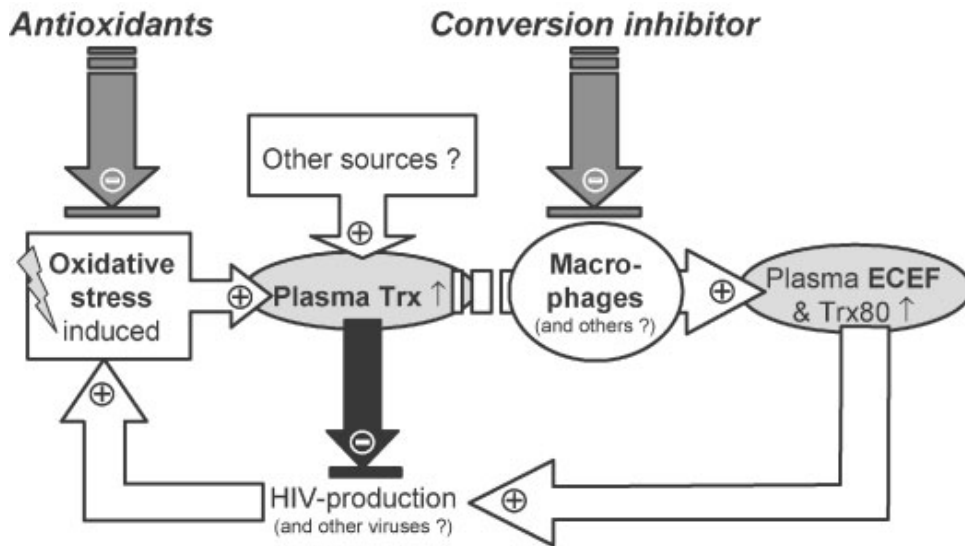 Antioxidants
Conversion inhibitor
Other sources ?
Oxidative
stress
induced
Plasma Trx ↑
Macro-
phages
(and others ?)
Plasma ECEF
& Trx80 ↑
HIV-production
(and other viruses ?)